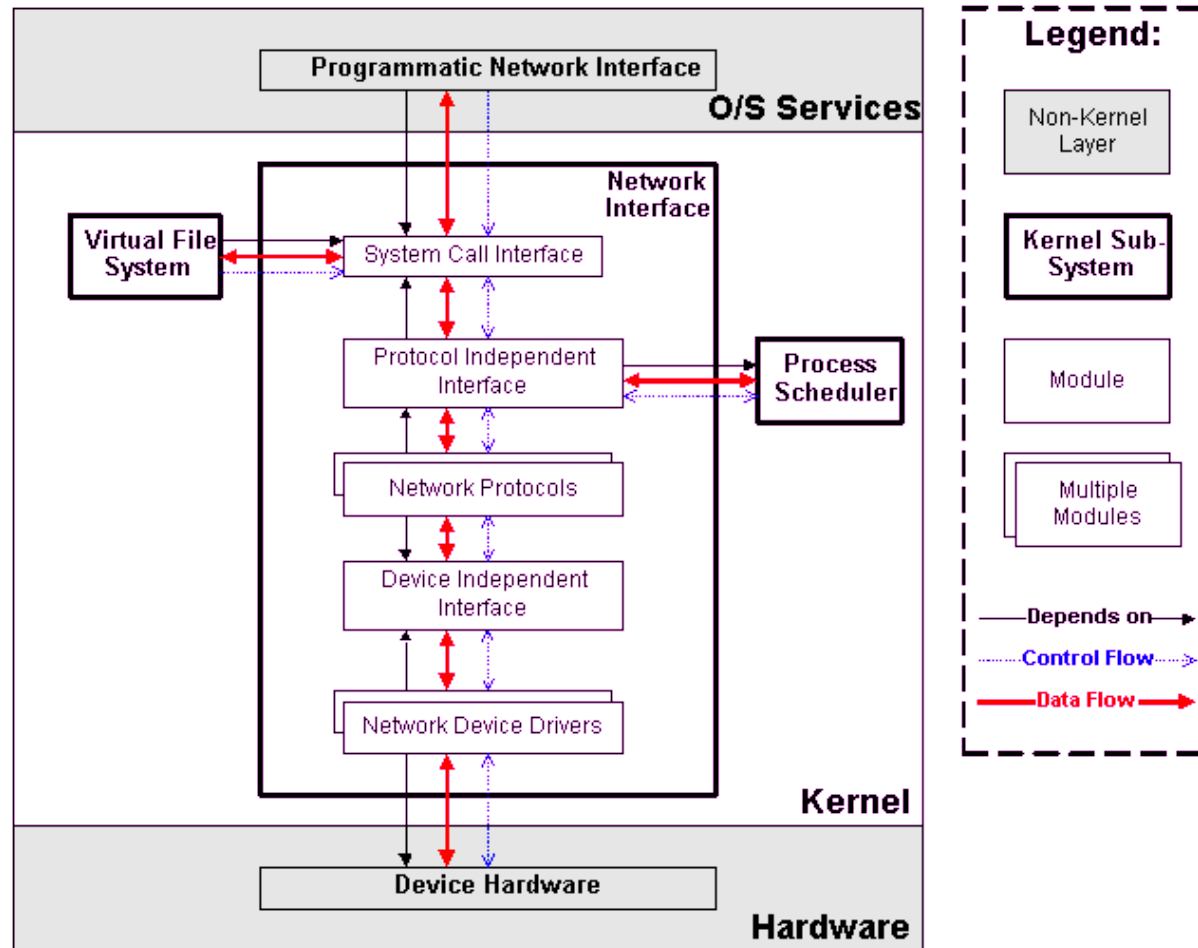 Programmatic Network Interface
O/S Services
Network
Interface
Virtual File
System
System Call Interface
Protocol Independent
Interface
Process
Scheduler
Network Protocols
Device Independent
Interface
Network Device Drivers
Kernel
Device Hardware
Hardware
Legend:
Non-Kernel
Layer
Kernel Sub-
System
Module
Multiple
Modules
Depends on
Control Flow
Data Flow